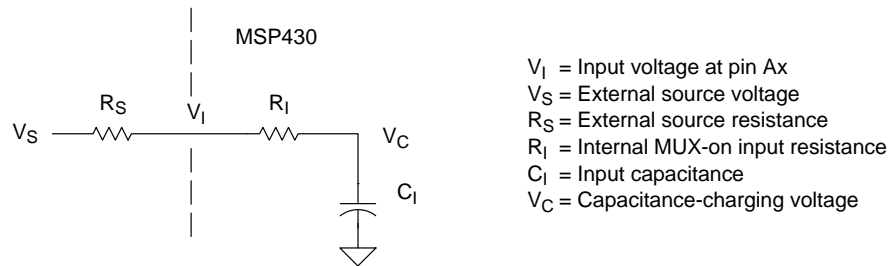 MSP430
R_S
V_I
R_I
V_S
V_C
C_I
V_I = Input voltage at pin Ax
V_S = External source voltage
R_S = External source resistance
R_I = Internal MUX-on input resistance
C_I = Input capacitance
V_C = Capacitance-charging voltage